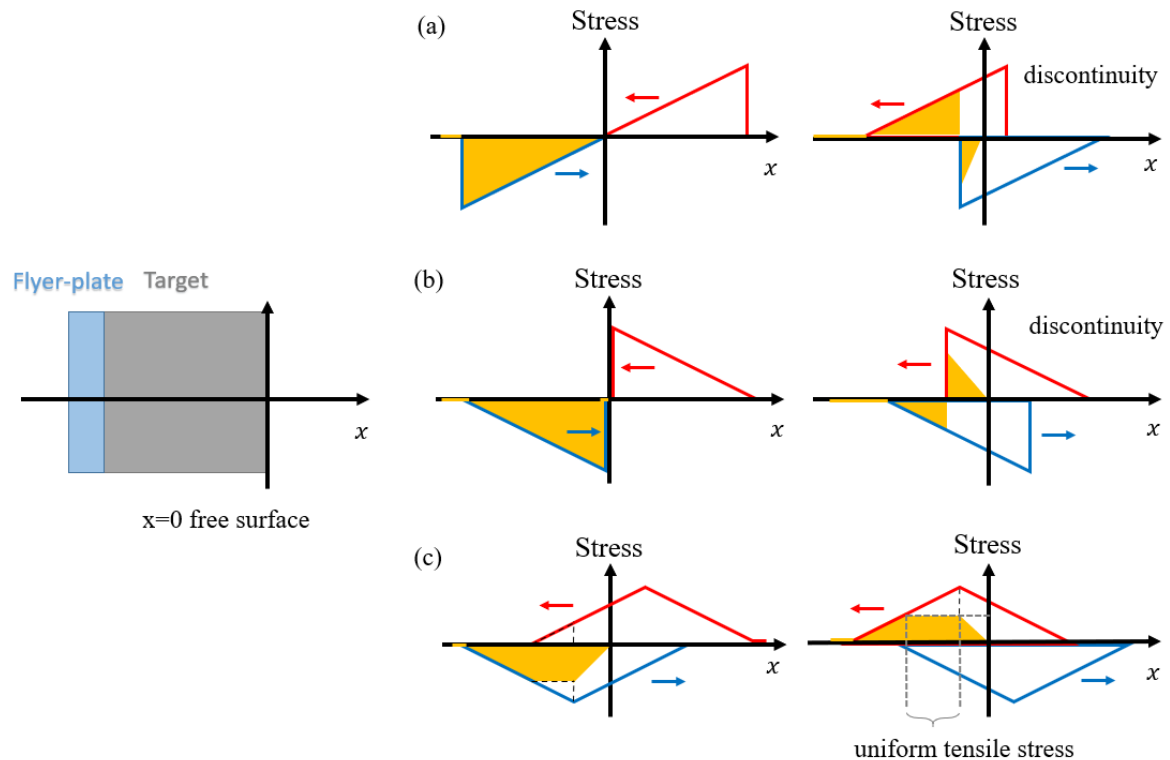 (a)
Stress
x
Stress
discontinuity
x
Flyer-plate Target
x
x=0 free surface
(b)
Stress
x
Stress
discontinuity
x
(c)
Stress
x
Stress
x
uniform tensile stress